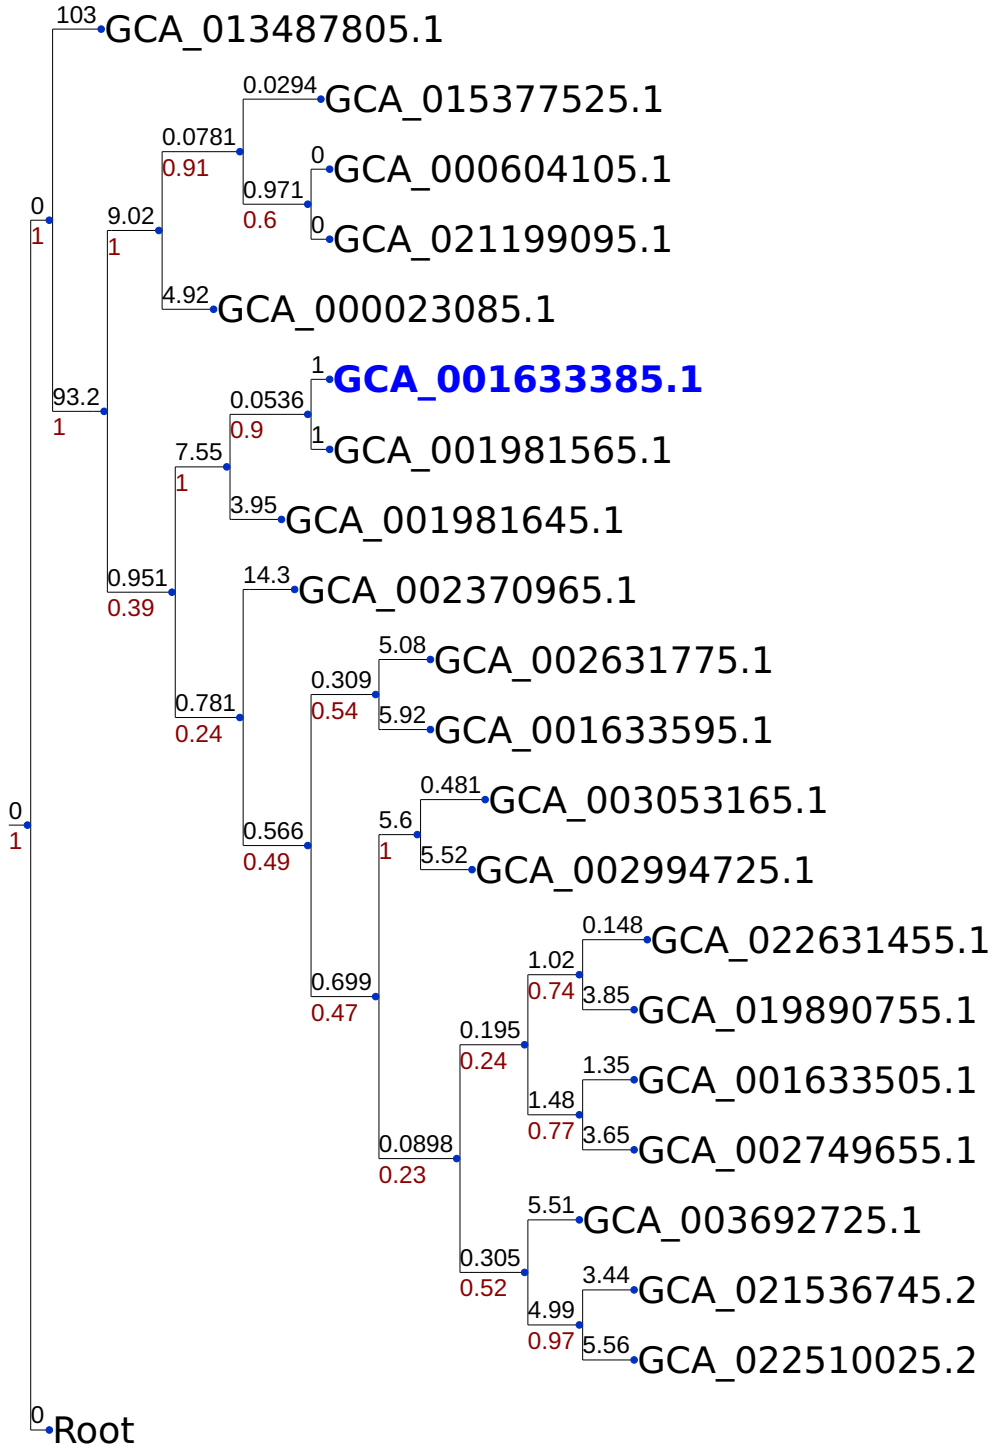 103 GCA_013487805.1
0.0294 GCA_015377525.1
0.0781
0.91
0 GCA_000604105.1
0.971
0.6
0
1
9.02
1
0 GCA_021199095.1
4.92 GCA_000023085.1
1 GCA_001633385.1
93.2
1
0.0536
0.9
1 GCA_001981565.1
7.55
1
3.95 GCA_001981645.1
0.951
0.39
14.3 GCA_002370965.1
5.08 GCA_002631775.1
0.309
0.54
0.781
0.24
5.92 GCA_001633595.1
0.481 GCA_003053165.1
0
1
5.6
1
0.566
0.49
5.52 GCA_002994725.1
0.148 GCA_022631455.1
1.02
0.74
0.699
0.47
3.85 GCA_019890755.1
0.195
0.24
1.35 GCA_001633505.1
1.48
0.77
3.65 GCA_002749655.1
0.0898
0.23
5.51 GCA_003692725.1
0.305
0.52
3.44 GCA_021536745.2
4.99
0.97
5.56 GCA_022510025.2
0 Root